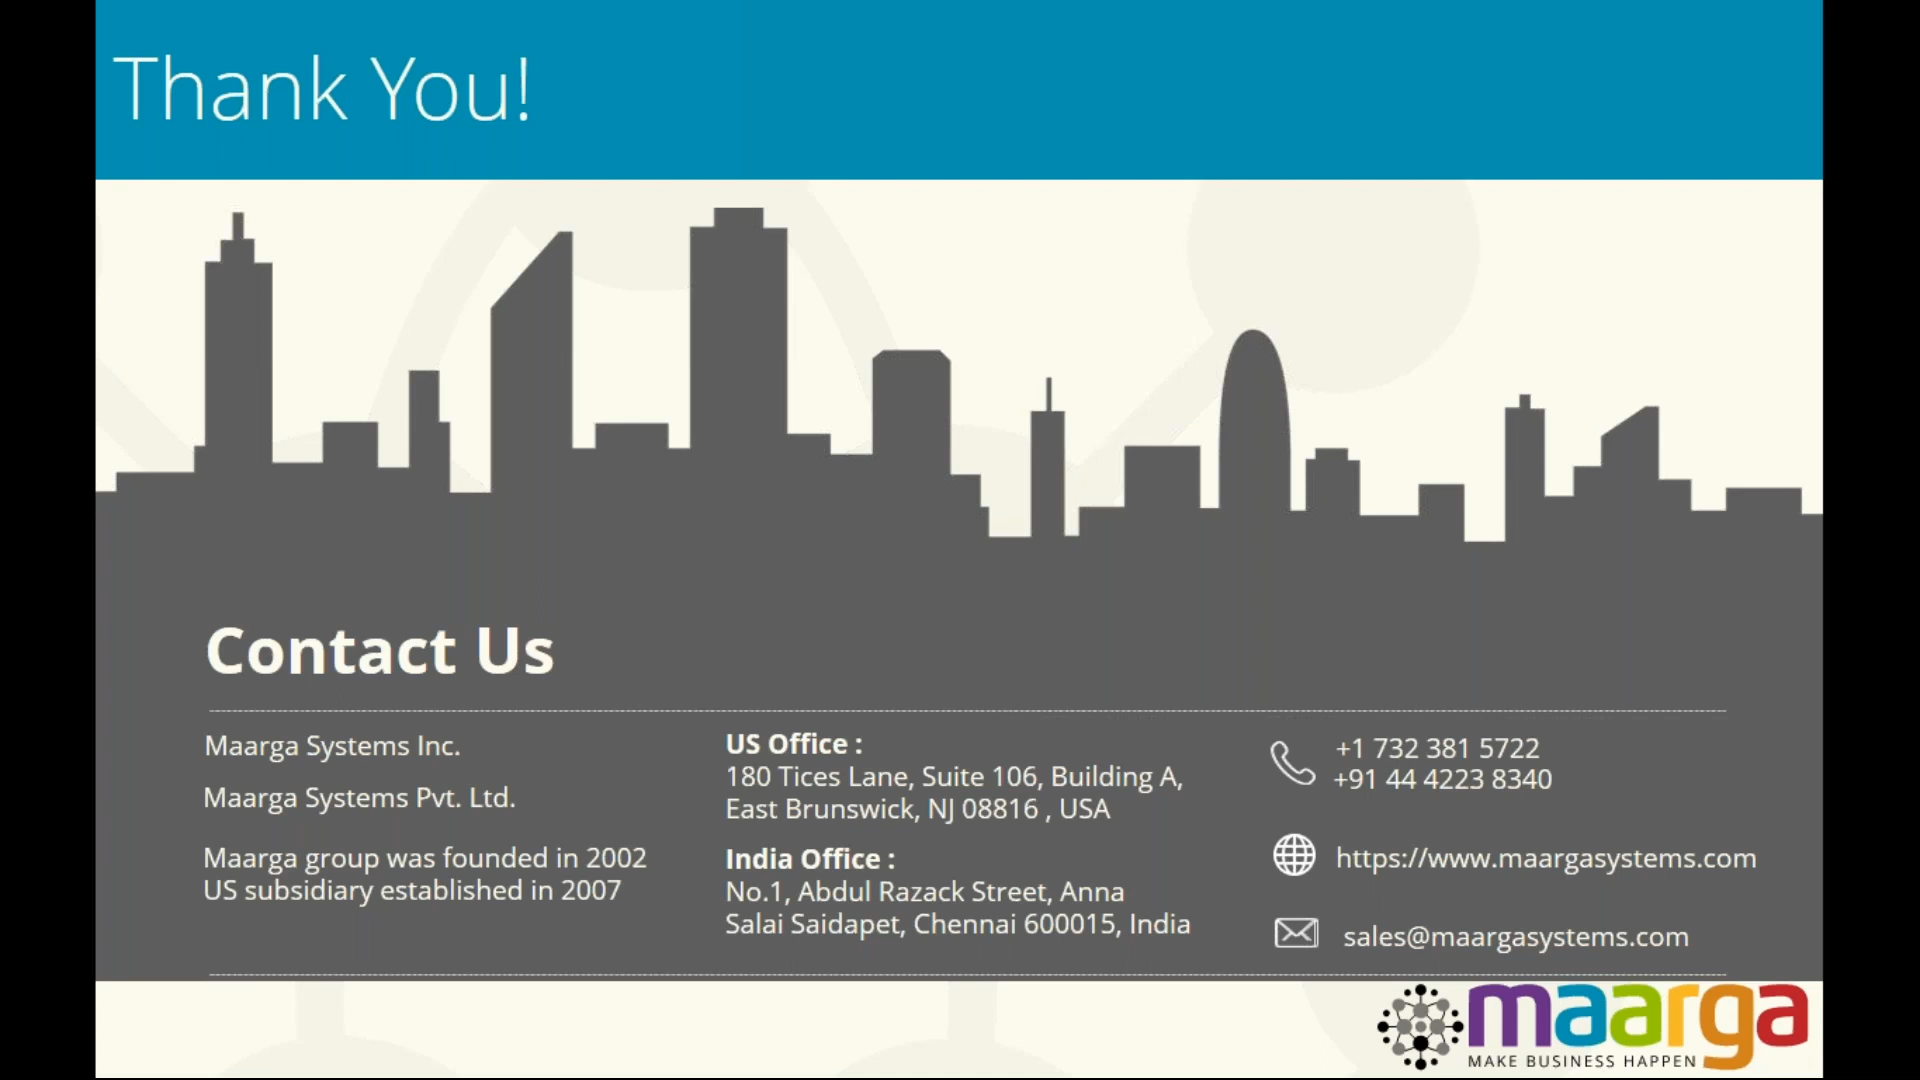 Thank You!
Contact Us
Maarga Systems Inc.
Maarga Systems Pvt. Ltd.
Maarga group was founded in 2002
US subsidiary established in 2007
US Office :
180 Tices Lane, Suite 106, Building A,
East Brunswick, NJ 08816 , USA
India Office :
No.1, Abdul Razack Street, Anna
Salai Saidapet, Chennai 600015, India
+1 732 381 5722
+91 44 4223 8340
https://www.maargasystems.com
sales@maargasystems.com
maarga
MAKE BUSINESS HAPPEN